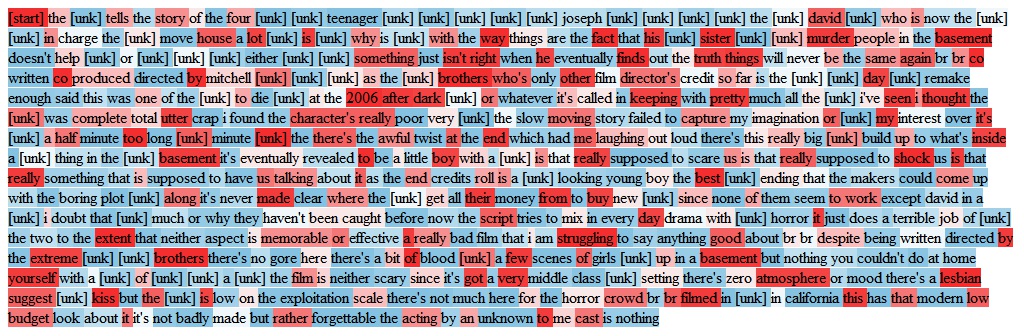 [start] the [unk] tells the story of the four [unk] [unk] teenager [unk] [unk] [unk] [unk] [unk] joseph [unk] [unk] [unk] [unk] the [unk] david [unk] who is now the [unk]
[unk] in charge the [unk] move house a lot [unk] is [unk] why is [unk] with the way things are the fact that his [unk] sister [unk] [unk] murder people in the basement
doesn't help [unk] or [unk] [unk] [unk] either [unk] [unk] something just isn't right when he eventually finds out the truth things will never be the same again br br co
written co produced directed by mitchell [unk] [unk] [unk] as the [unk] brothers who's only other film director's credit so far is the [unk] [unk] day [unk] remake
enough said this was one of the [unk] to die [unk] at the 2006 after dark [unk] or whatever it's called in keeping with pretty much all the [unk] i've seen i thought the
[unk] was complete total utter crap i found the character's really poor very [unk] the slow moving story failed to capture my imagination or [unk] my interest over it's
[unk] a half minute too long [unk] minute [unk] the there's the awful twist at the end which had me laughing out loud there's this really big [unk] build up to what's inside
a [unk] thing in the [unk] basement it's eventually revealed to be a little boy with a [unk] is that really supposed to scare us is that really supposed to shock us is that
really something that is supposed to have us talking about it as the end credits roll is a [unk] looking young boy the best [unk] ending that the makers could come up
with the boring plot [unk] along it's never made clear where the [unk] get all their money from to buy new [unk] since none of them seem to work except david in a
[unk] i doubt that [unk] much or why they haven't been caught before now the script tries to mix in every day drama with [unk] horror it just does a terrible job of [unk]
the two to the extent that neither aspect is memorable or effective a really bad film that i am struggling to say anything good about br br despite being written directed by
the extreme [unk] [unk] brothers there's no gore here there's a bit of blood [unk] a few scenes of girls [unk] up in a basement but nothing you couldn't do at home
yourself with a [unk] of [unk] [unk] a [unk] the film is neither scary since it's got a very middle class [unk] setting there's zero atmosphere or mood there's a lesbian
suggest [unk] kiss but the [unk] is low on the exploitation scale there's not much here for the horror crowd br br filmed in [unk] in california this has that modern low
budget look about it it's not badly made but rather forgettable the acting by an unknown to me cast is nothing